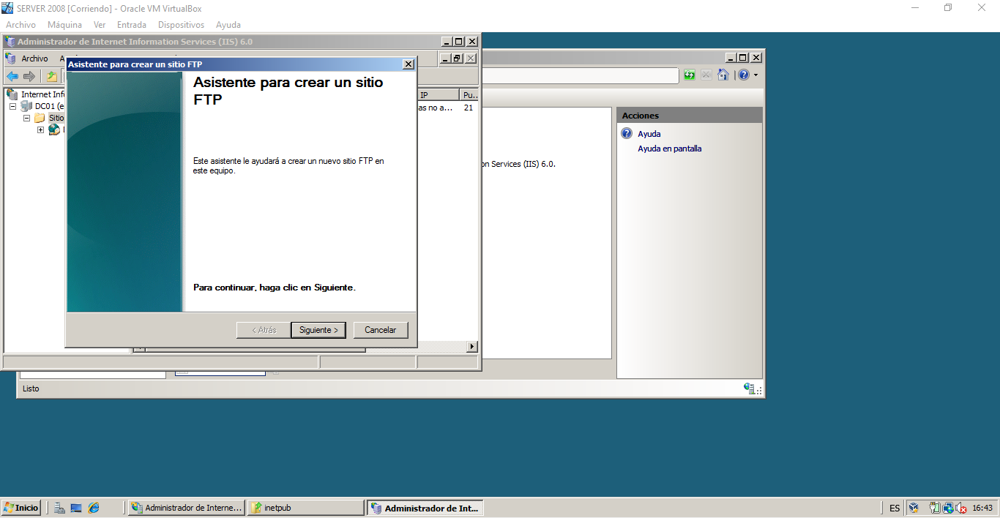 SERVER 2008 [Corriendo] - Oracle VM VirtualBox
Archivo Máquina Ver Entrada Dispositivos Ayuda
Administrador de Internet Information Services (IIS) 6.0
Archivo
Asistente para crear un sitio FTP
Asistente para crear un sitio
FTP
Internet Inf
DC01 (e
Sitio
IP Pu..
as no a... 21
Este asistente le ayudará a crear un nuevo sitio FTP en
este equipo.
Para continuar, haga clic en Siguiente.
< Atrás Siguiente > Cancelar
on Services (IIS) 6.0.
Acciones
Ayuda
Ayuda en pantalla
Listo
Inicio Administrador de Interne... inetpub Administrador de Int... ES 16:43